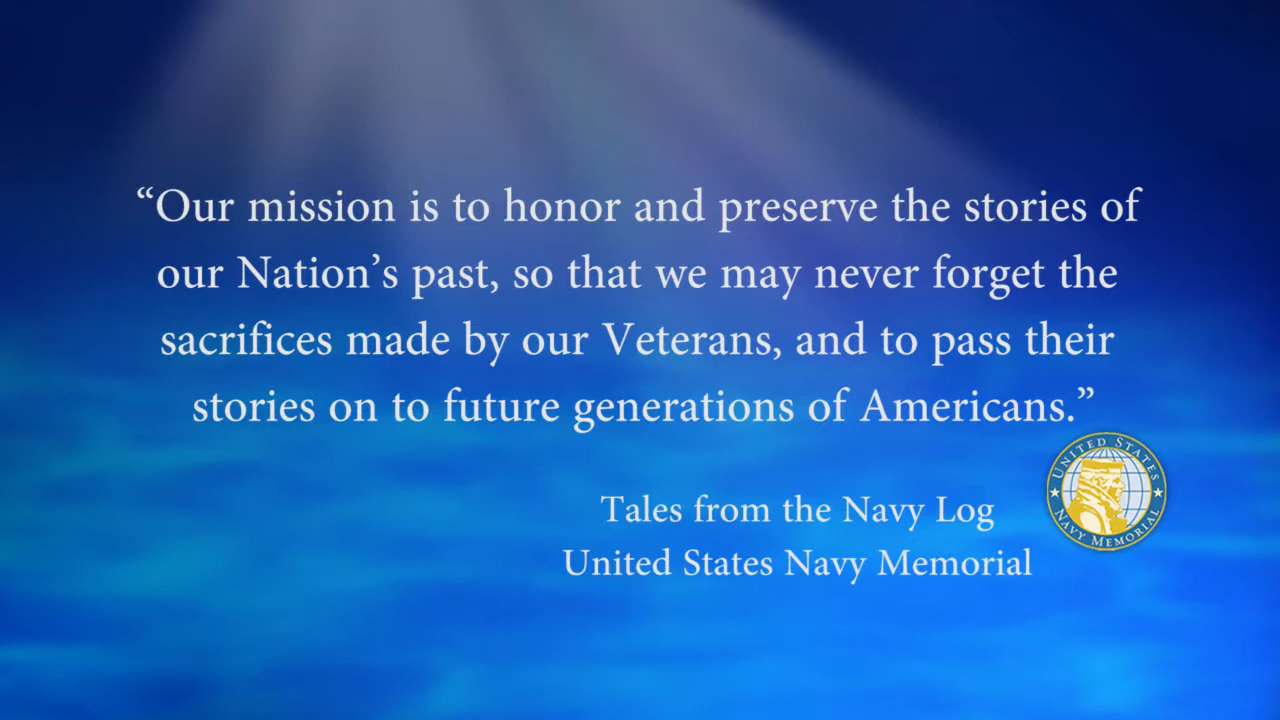 “Our mission is to honor and preserve the stories of
our Nation’s past, so that we may never forget the
sacrifices made by our Veterans, and to pass their
stories on to future generations of Americans.”
Tales from the Navy Log
United States Navy Memorial
UNITED STATES
NAVY MEMORIAL